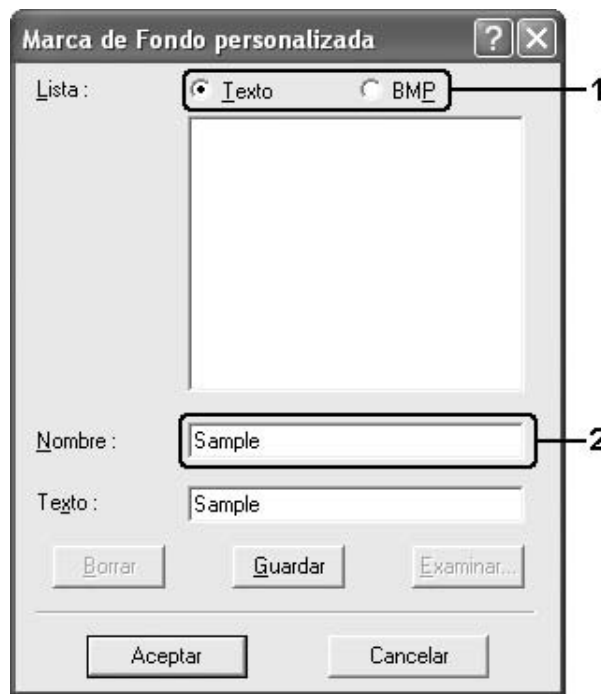 Marca de Fondo personalizada
Lista : Texto BMP 1
Nombre : Sample 2
Texto : Sample
Borrar Guardar Examinar...
Aceptar Cancelar